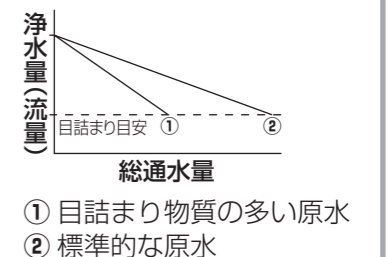 浄水量(流量)
目詰まり目安 ① ②
総通水量
① 目詰まり物質の多い原水
② 標準的な原水